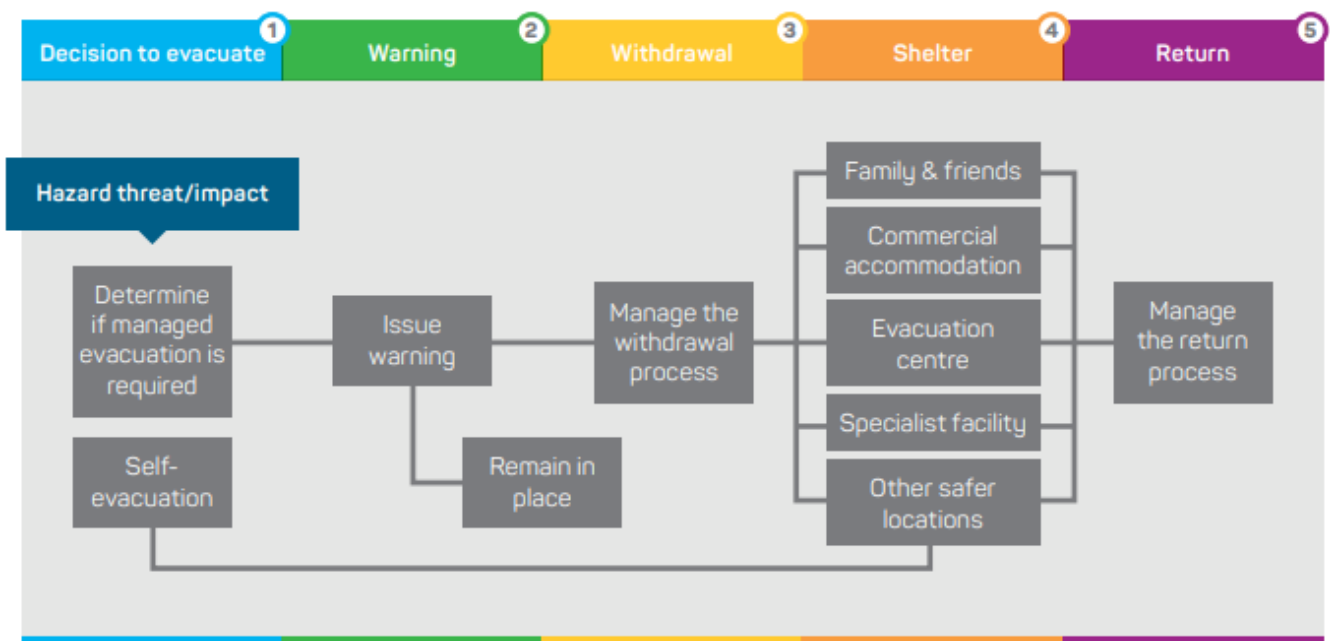 1
2
3
4
5
Decision to evacuate
Warning
Withdrawal
Shelter
Return
Hazard threat/impact
Determine
if managed
evacuation is
required
Self-
evacuation
Issue
warning
Remain in
place
Manage the
withdrawal
process
Family & friends
Commercial
accommodation
Evacuation
centre
Specialist facility
Other safer
locations
Manage
the return
process